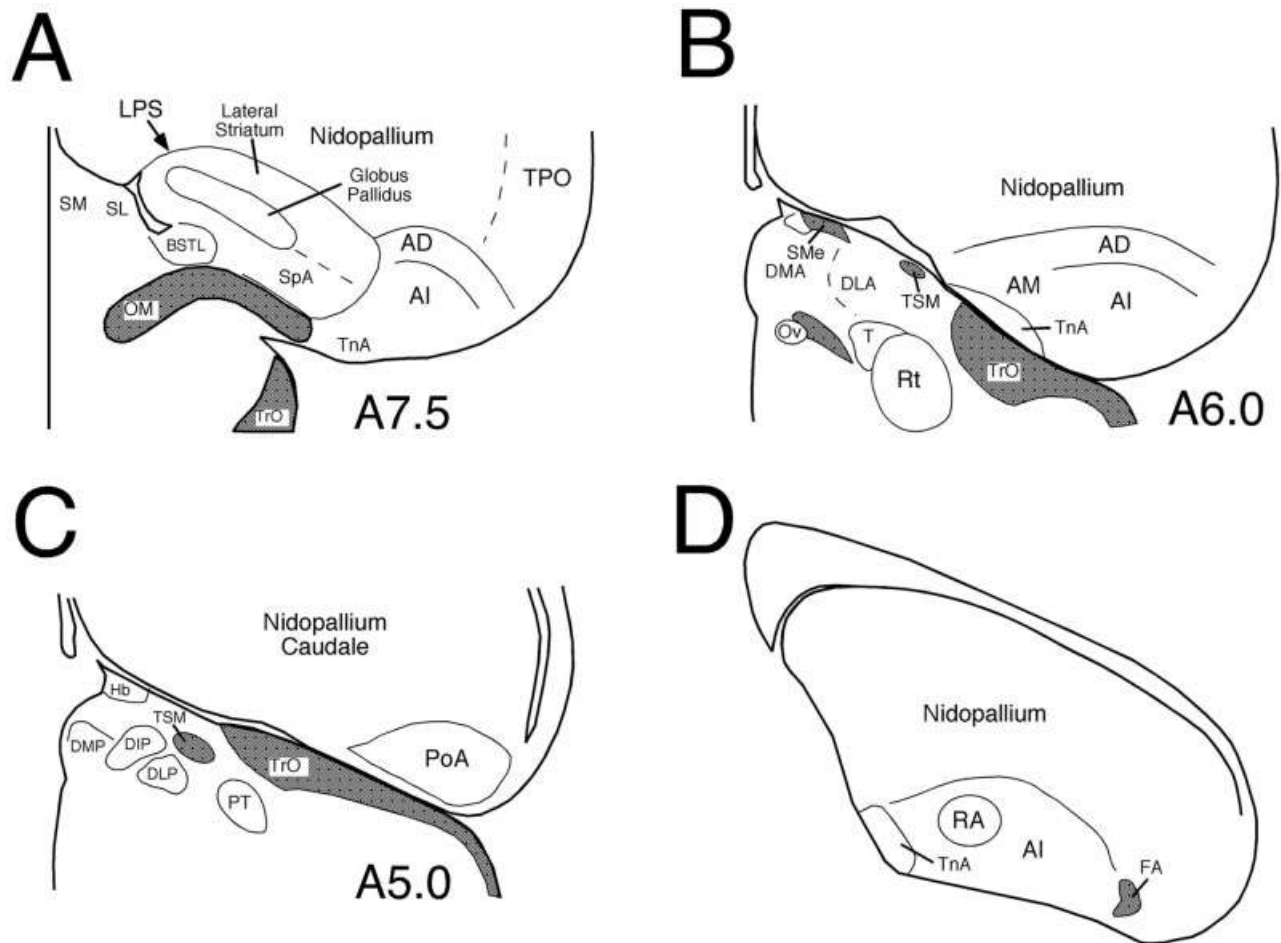 A
LPS
Lateral
Striatum
Nidopallium
Globus
Pallidus
TPO
SM
SL
BSTL
AD
SpA
AI
OM
TnA
TrO
A7.5
B
Nidopallium
SMe
AD
DMA
DLA
AM
AI
TSM
TnA
Ov
T
Rt
TrO
A6.0
C
Nidopallium
Caudale
Hb
TSM
DMP
DIP
TrO
PoA
DLP
PT
A5.0
D
Nidopallium
RA
AI
TnA
FA